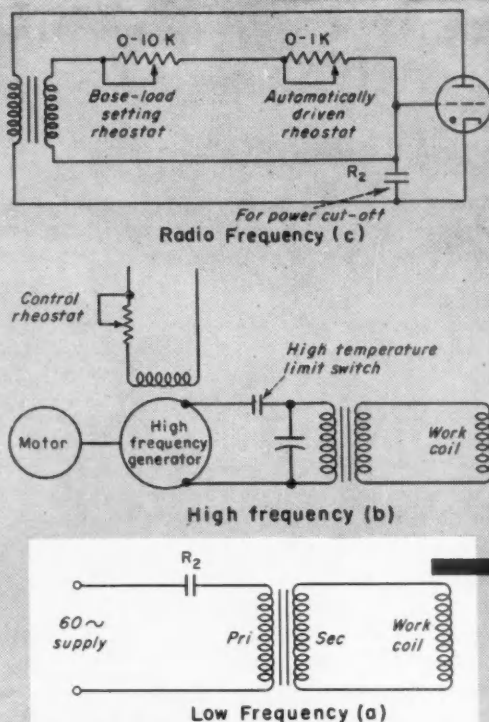 0-10 K
0-1K
Base-load
setting
rheostat
Automatically
driven
rheostat
R2
For power cut-off
Radio Frequency (c)
Control
rheostat
High temperature
limit switch
Motor
High
frequency
generator
Work
coil
High frequency (b)
R2
60~
supply
Pri
Sec
Work
coil
Low Frequency (a)